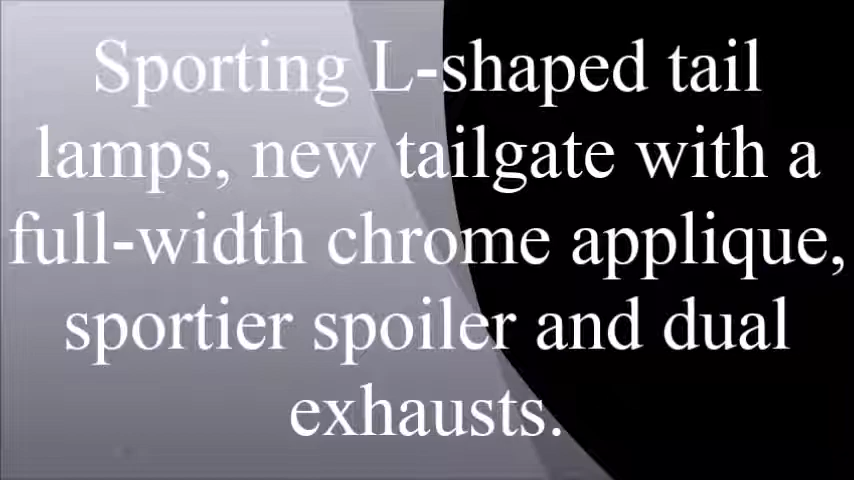 Sporting L-shaped tail
lamps, new tailgate with a
full-width chrome applique,
sportier spoiler and dual
exhausts.